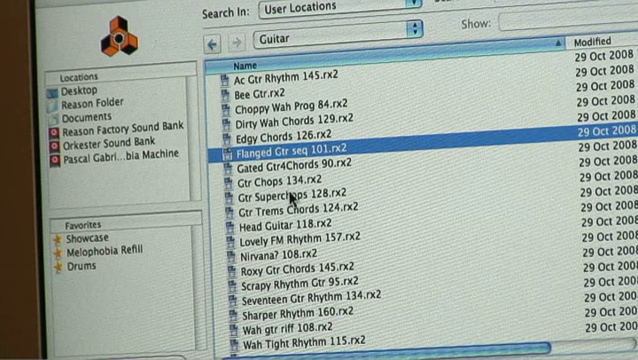 Search In: User Locations
Show:
Guitar
Locations
Desktop
Reason Folder
Documents
Reason Factory Sound Bank
Orkester Sound Bank
Pascal Gabri...bia Machine
Favorites
Showcase
Melophobia Refill
Drums
Name Modified
Ac Gtr Rhythm 145.rx2 29 Oct 2008
Bee Gtr.rx2 29 Oct 2008
Choppy Wah Prog 84.rx2 29 Oct 2008
Dirty Wah Chords 129.rx2 29 Oct 2008
Edgy Chords 126.rx2 29 Oct 2008
Flanged Gtr seq 101.rx2 29 Oct 2008
Gated Gtr4Chords 90.rx2 29 Oct 2008
Gtr Chops 134.rx2 29 Oct 2008
Gtr Superchops 128.rx2 29 Oct 2008
Gtr Trems Chords 124.rx2 29 Oct 2008
Head Guitar 118.rx2 29 Oct 2008
Lovely FM Rhythm 157.rx2 29 Oct 2008
Nirvana? 108.rx2 29 Oct 2008
Roxy Gtr Chords 145.rx2 29 Oct 2008
Scrapy Rhythm Gtr 95.rx2 29 Oct 2008
Seventeen Gtr Rhythm 134.rx2 29 Oct 2008
Sharper Rhythm 160.rx2 29 Oct 2008
Wah gtr riff 108.rx2 29 Oct 2008
Wah Tight Rhythm 115.rx2 29 Oct 2008